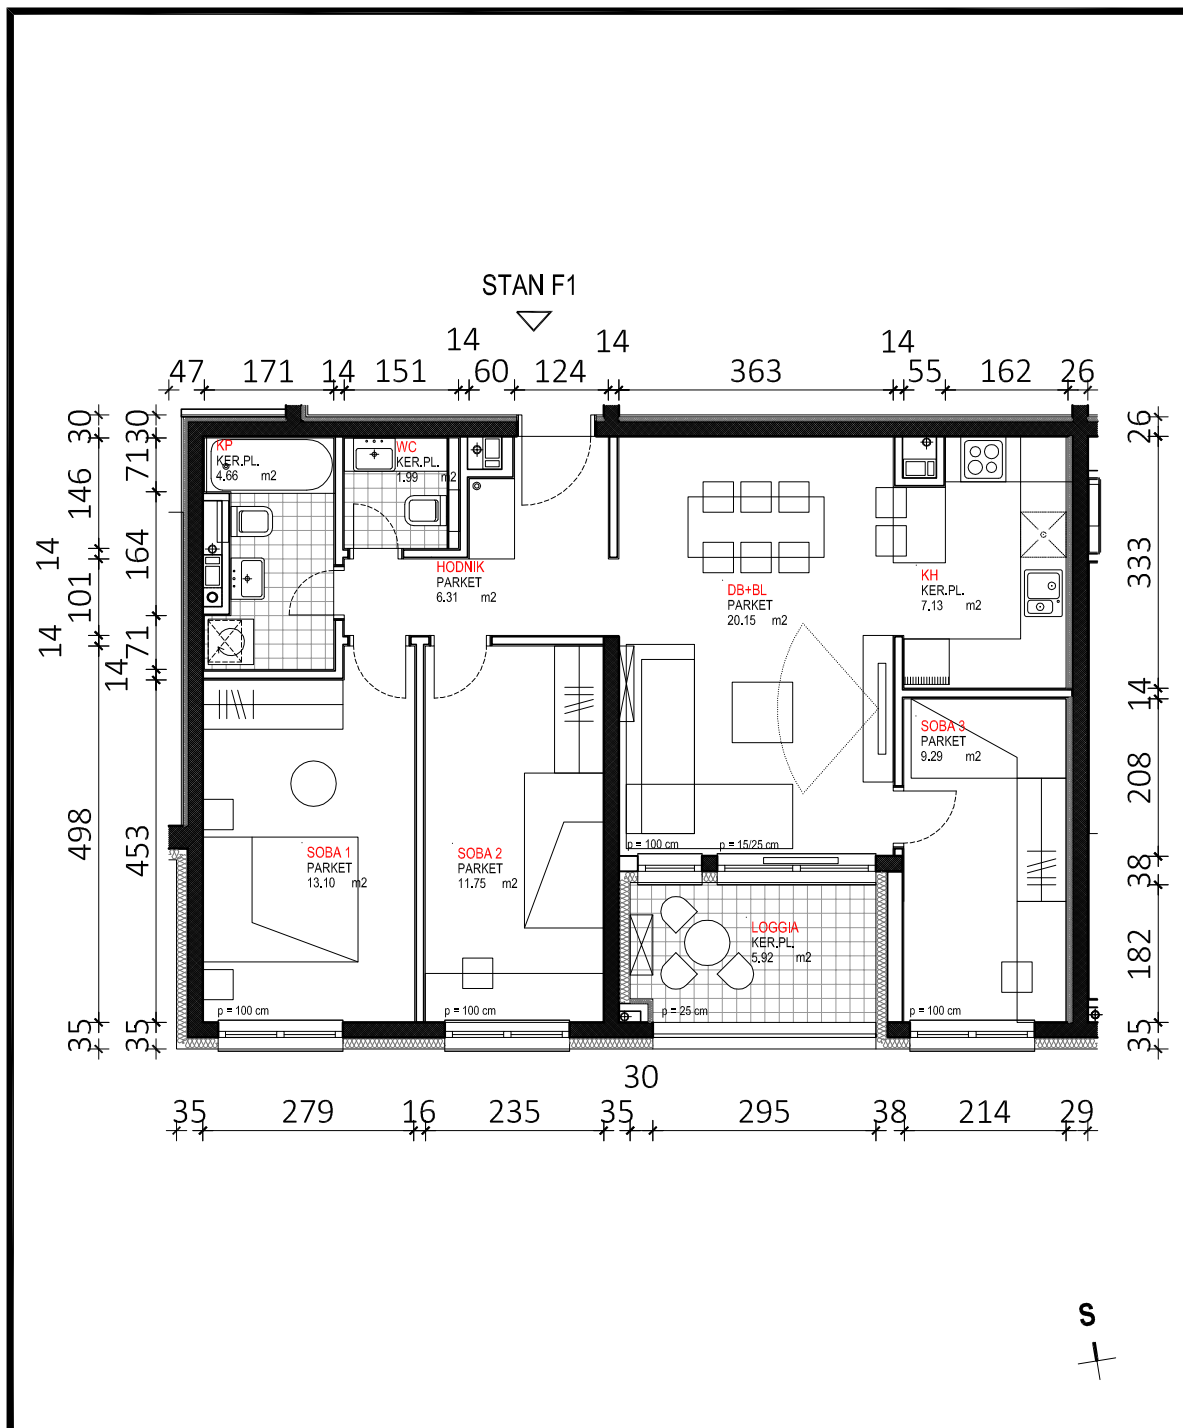 STAN F1
14
14
14
47
171
14
151
60
124
363
55
162
26
30
30
26
KP
KER.PL.
4.66 m2
WC
KER.PL.
1.99 m2
71
146
164
14
333
HODNIK
PARKET
6.31 m2
DB+BL
PARKET
20.15 m2
KH
KER.PL.
7.13 m2
101
14
71
14
14
SOBA 3
PARKET
9.29 m2
208
498
453
SOBA 1
PARKET
13.10 m2
SOBA 2
PARKET
11.75 m2
p = 100 cm
p = 15/25 cm
38
LOGGIA
KER.PL.
5.92 m2
182
p = 100 cm
p = 100 cm
p = 25 cm
p = 100 cm
35
35
35
30
35
279
16
235
35
295
38
214
29
S